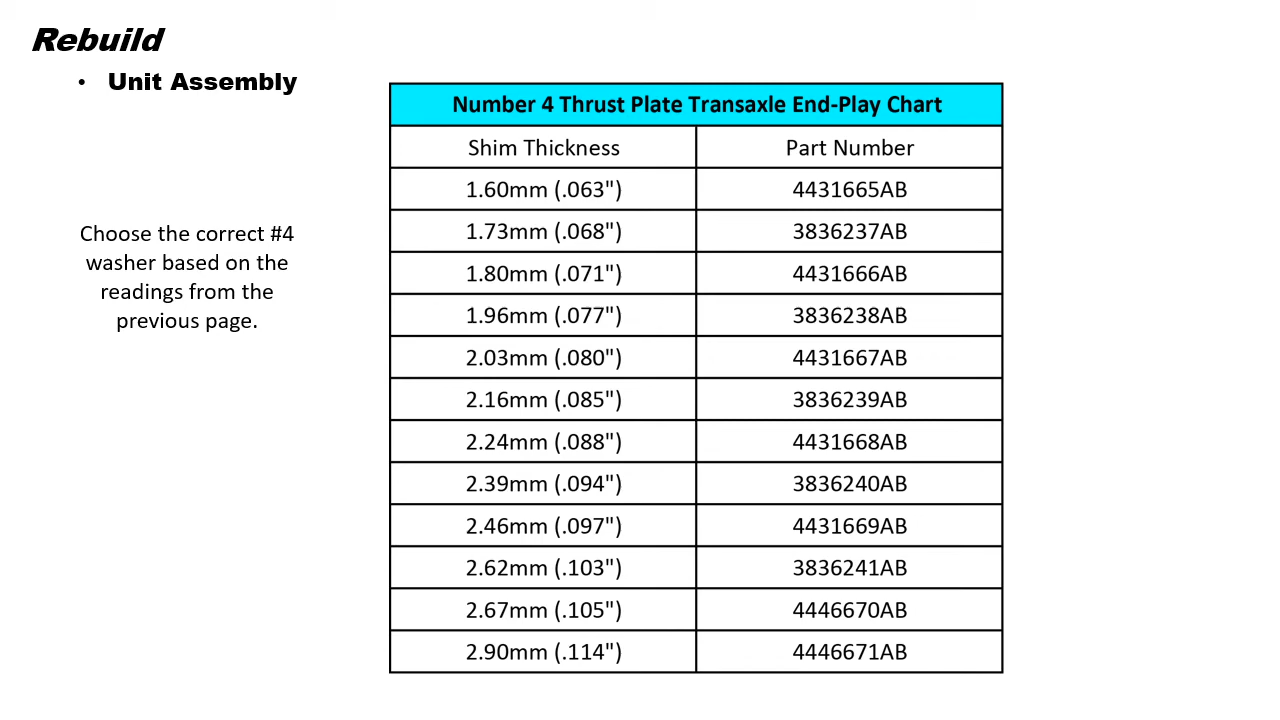 Rebuild
• Unit Assembly
Choose the correct #4
washer based on the
readings from the
previous page.
Number 4 Thrust Plate Transaxle End-Play Chart
Shim Thickness Part Number
1.60mm (.063") 4431665AB
1.73mm (.068") 3836237AB
1.80mm (.071") 4431666AB
1.96mm (.077") 3836238AB
2.03mm (.080") 4431667AB
2.16mm (.085") 3836239AB
2.24mm (.088") 4431668AB
2.39mm (.094") 3836240AB
2.46mm (.097") 4431669AB
2.62mm (.103") 3836241AB
2.67mm (.105") 4446670AB
2.90mm (.114") 4446671AB